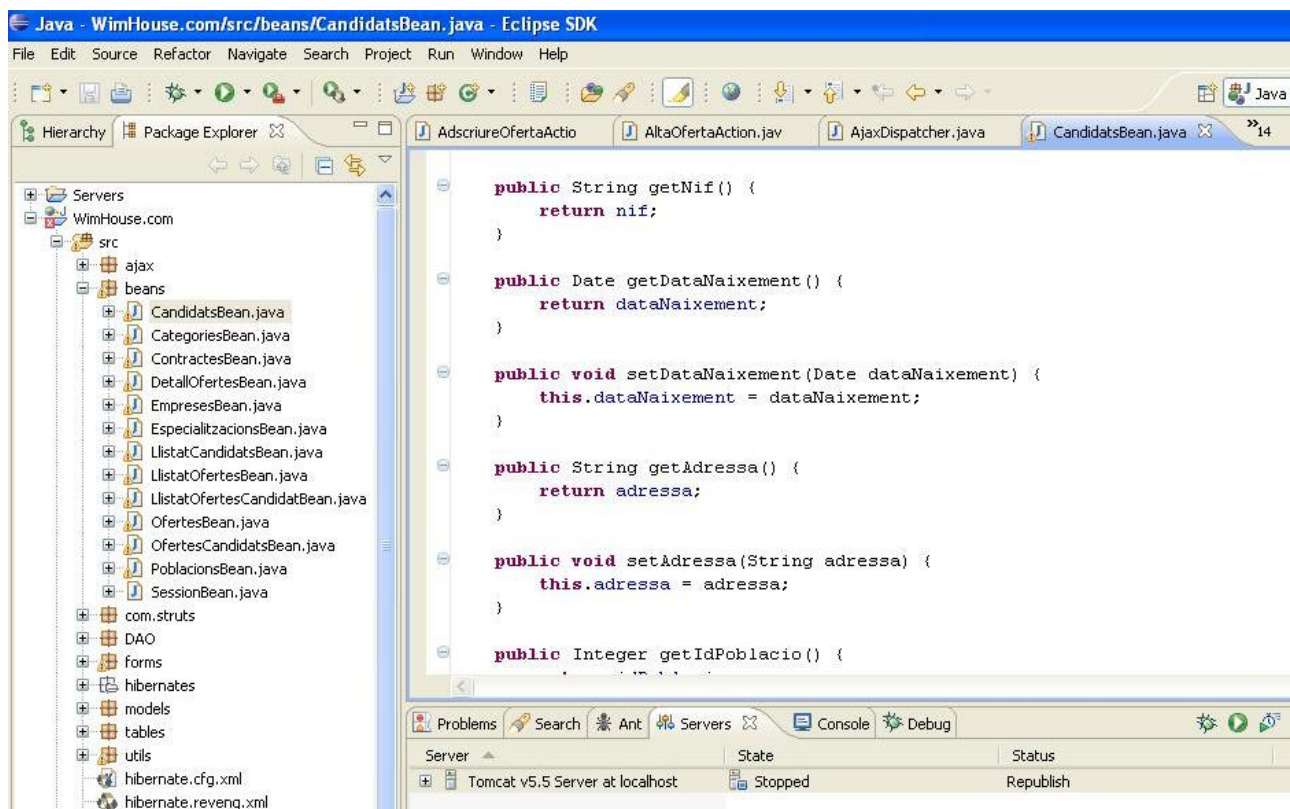 Java - WimHouse.com/src/beans/CandidatsBean.java - Eclipse SDK
File Edit Source Refactor Navigate Search Project Run Window Help
Java
Hierarchy Package Explorer
AdscriureOfertaActio AltaOfertaAction.jav AjaxDispatcher.java CandidatsBean.java »14
Servers
WimHouse.com
src
ajax
beans
CandidatsBean.java
CategoriesBean.java
ContractesBean.java
DetallOfertesBean.java
EmpresesBean.java
EspecialitzacionsBean.java
LlistatCandidatsBean.java
LlistatOfertesBean.java
LlistatOfertesCandidatBean.java
OfertesBean.java
OfertesCandidatsBean.java
PoblacionsBean.java
SessionBean.java
com.struts
DAO
forms
hibernates
models
tables
utils
hibernate.cfg.xml
hibernate.reveng.xml
public String getNif() {
return nif;
}
public Date getDataNaixement() {
return dataNaixement;
}
public void setDataNaixement(Date dataNaixement) {
this.dataNaixement = dataNaixement;
}
public String getAdressa() {
return adressa;
}
public void setAdressa(String adressa) {
this.adressa = adressa;
}
public Integer getIdPoblacio() {
Problems Search Ant Servers Console Debug
Server State Status
Tomcat v5.5 Server at localhost Stopped Republish